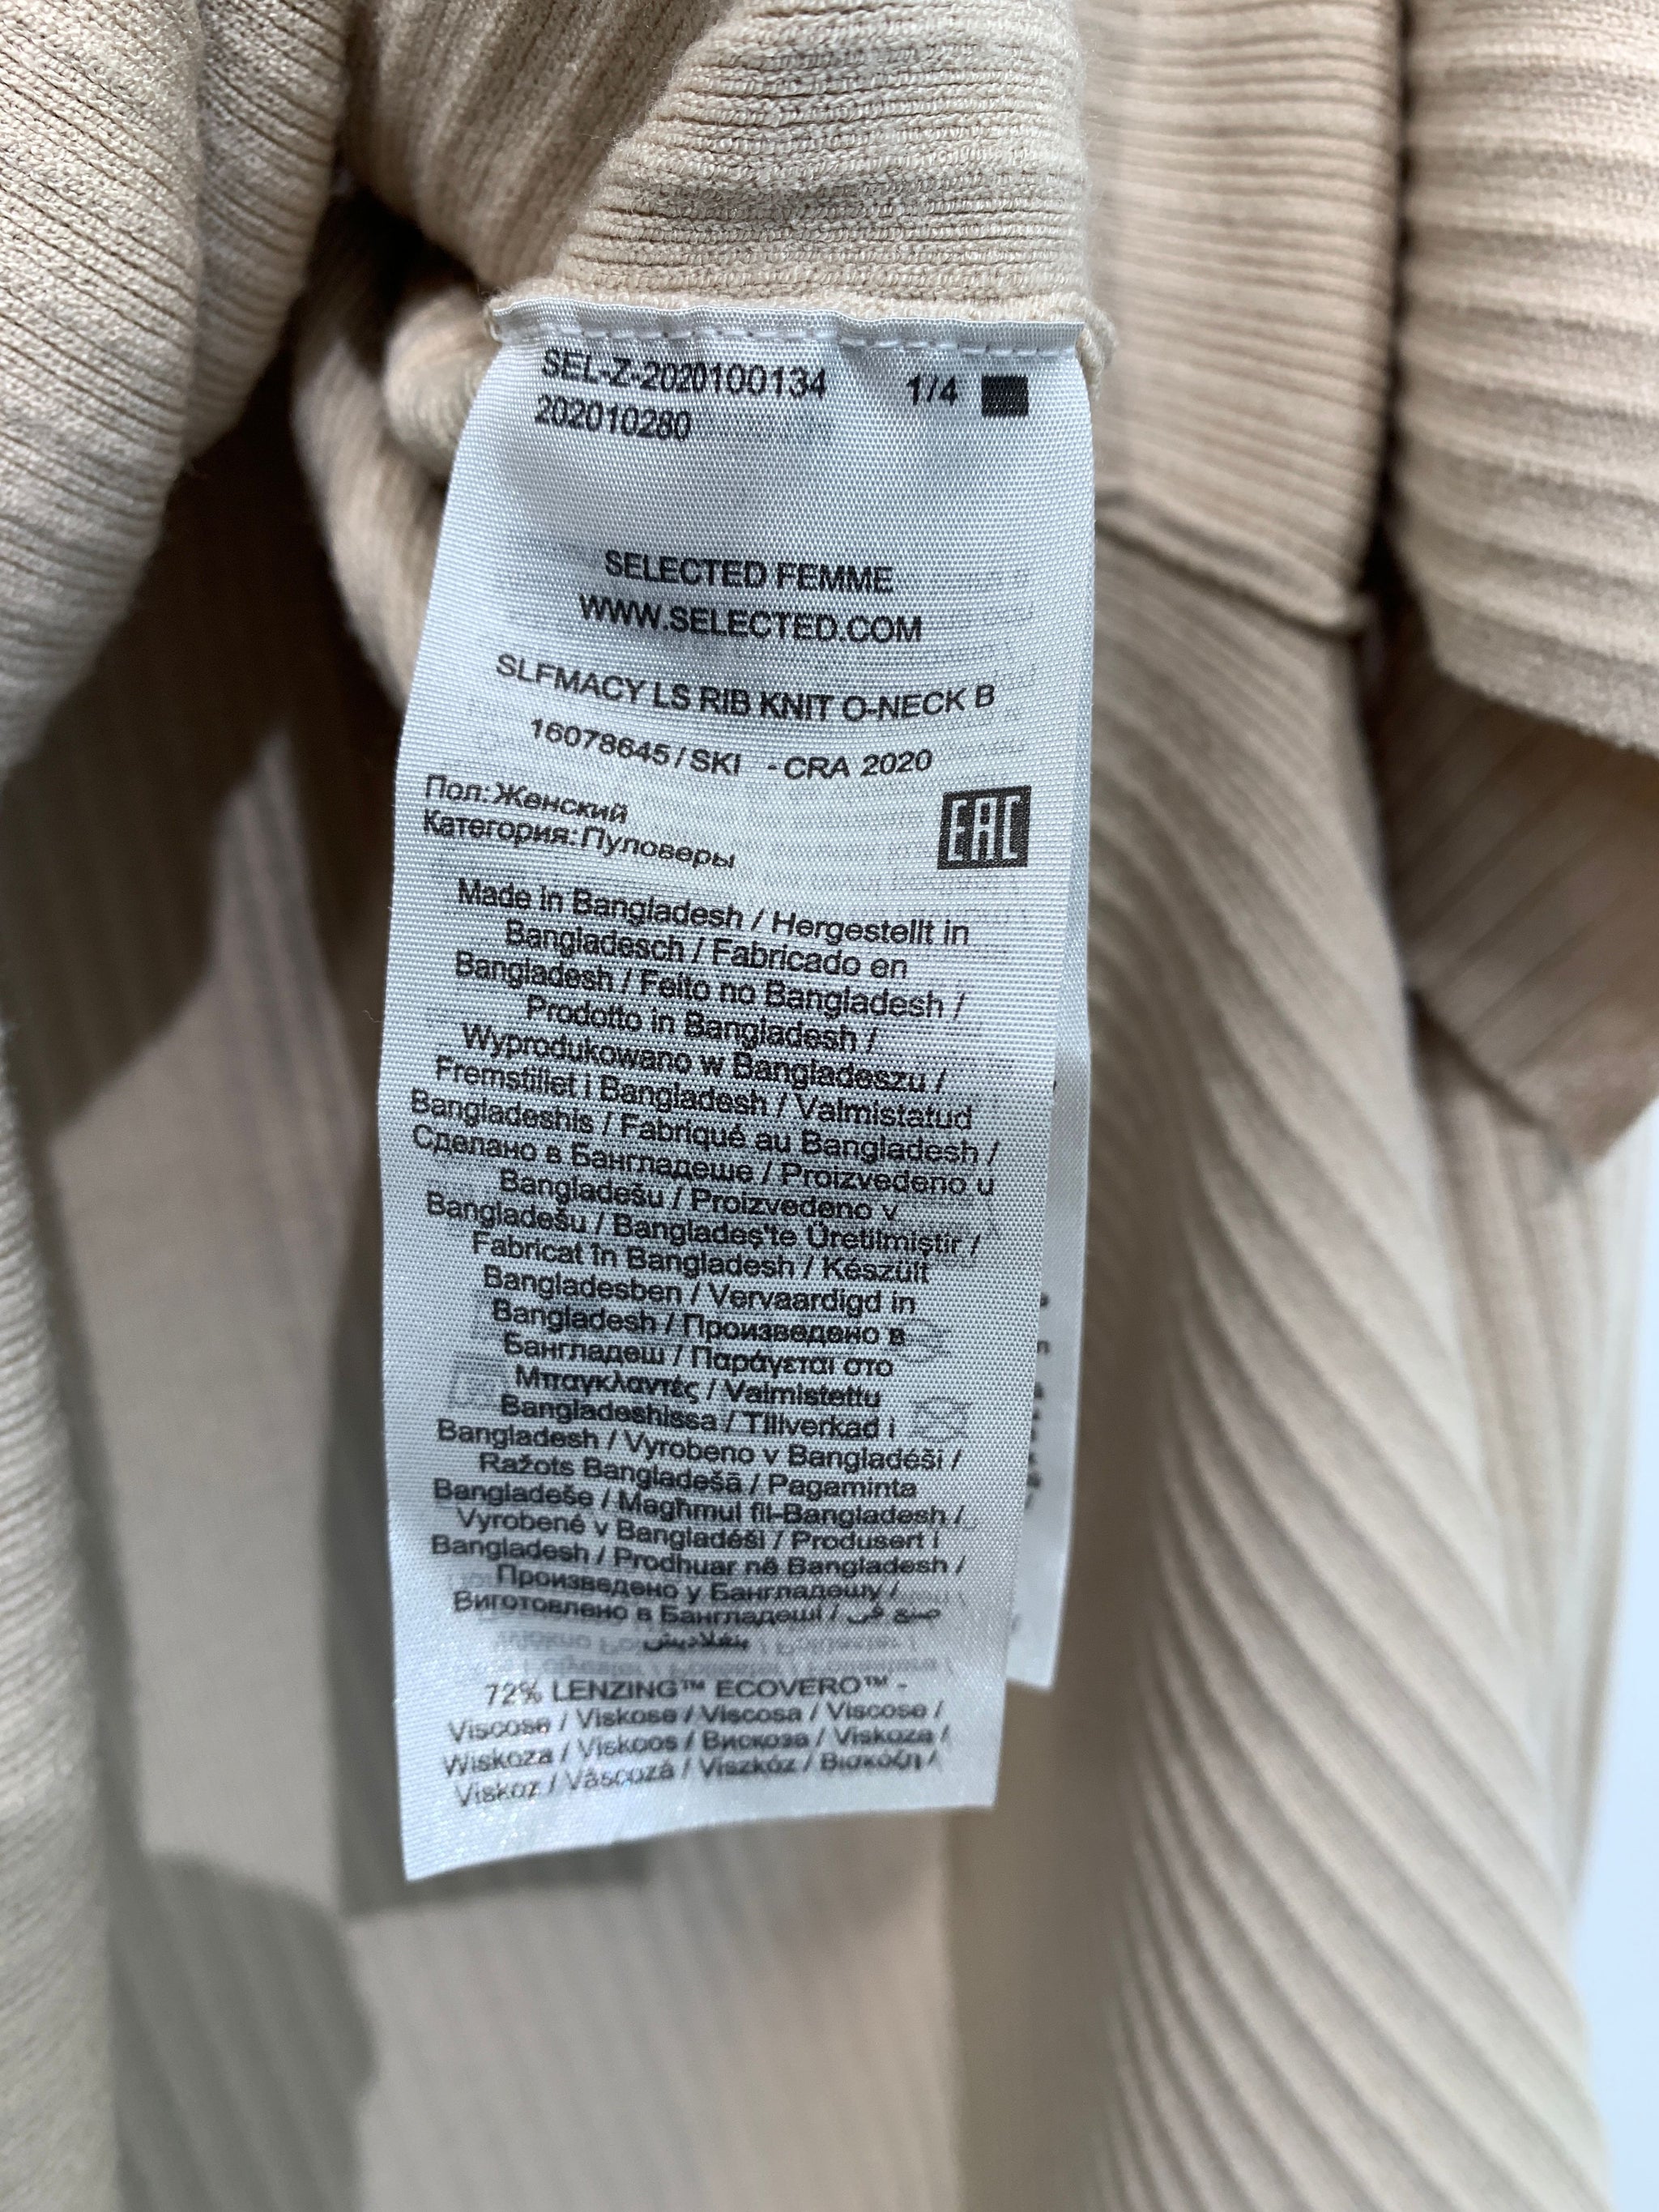 SEL-Z-2020100134 1/4
202010280
SELECTED FEMME
WWW.SELECTED.COM
SLFMACY LS RIB KNIT O-NECK B
16078645/SKI - CRA 2020
Пол:Женский
Категория:Пуловеры
EAC
Made in Bangladesh / Hergestellt in
Bangladesch / Fabricado en
Bangladesh / Feito no Bangladesh /
Prodotto in Bangladesh /
Wyprodukowano w Bangladeszu /
Fremstillet i Bangladesh / Valmistatud
Bangladeshis / Fabriqué au Bangladesh /
Сделано в Бангладеше / Proizvedeno u
Bangladešu / Proizvedeno v
Bangladešu / Bangladeş'te Üretilmiştir /
Fabricat în Bangladesh / Készült
Bangladesben / Vervaardigd in
Bangladesh / Произведено в
Бангладеш / Παράγεται στο
Μπαγκλαντές / Valmistettu
Bangladeshissa / Tillverkad i
Bangladesh / Vyrobeno v Bangladéši /
Ražots Bangladešā / Pagaminta
Bangladeše / Magħmul fil-Bangladesh /
Vyrobené v Bangladéši / Produsert i
Bangladesh / Prodhuar në Bangladesh /
Произведено у Бангладешу /
Виготовлено в Бангладеші / صنع في
بنغلاديش
72% LENZING™ ECOVERO™ -
Viscose / Viskose / Viscosa / Viscose /
Wiskoza / Viskoos / Вискоза / Viskoza /
Viskoz / Vâscoză / Viszkóz / Βισκόζη /